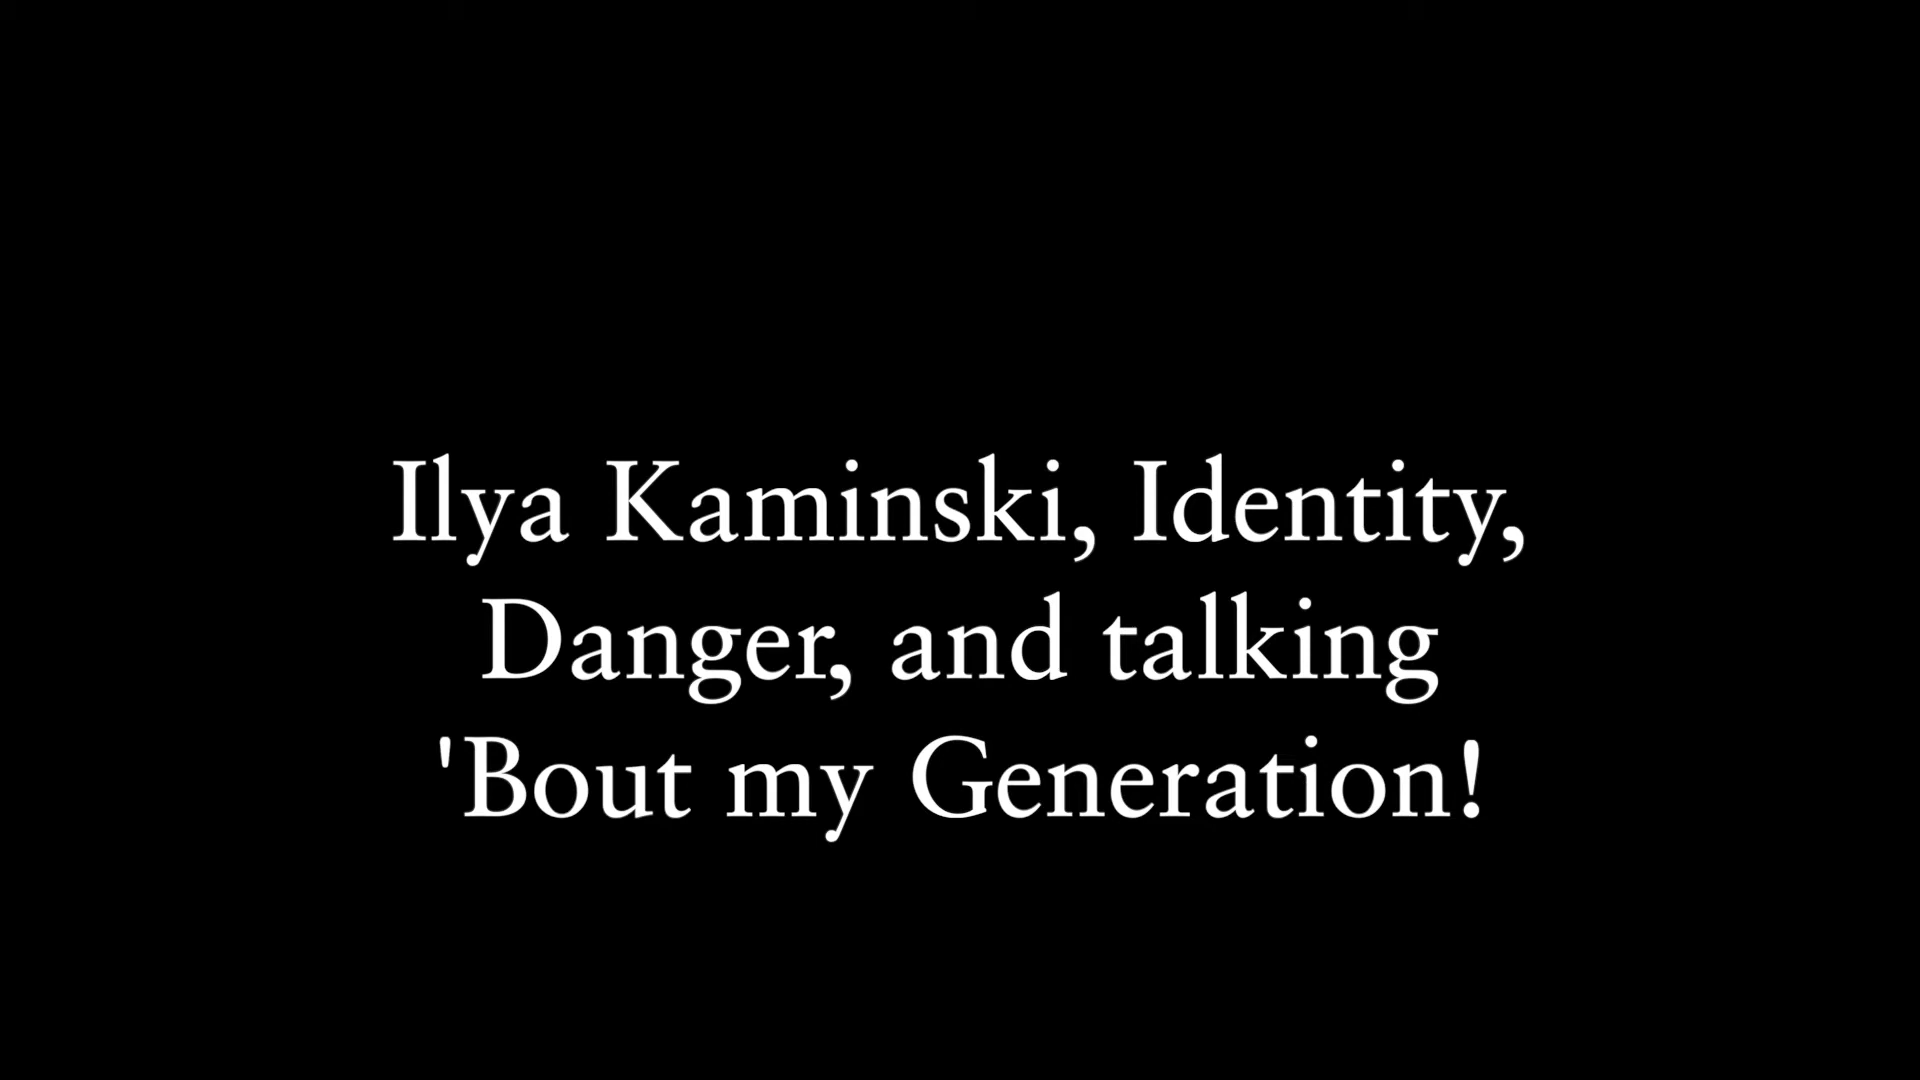 Ilya Kaminski, Identity,
Danger, and talking
'Bout my Generation!